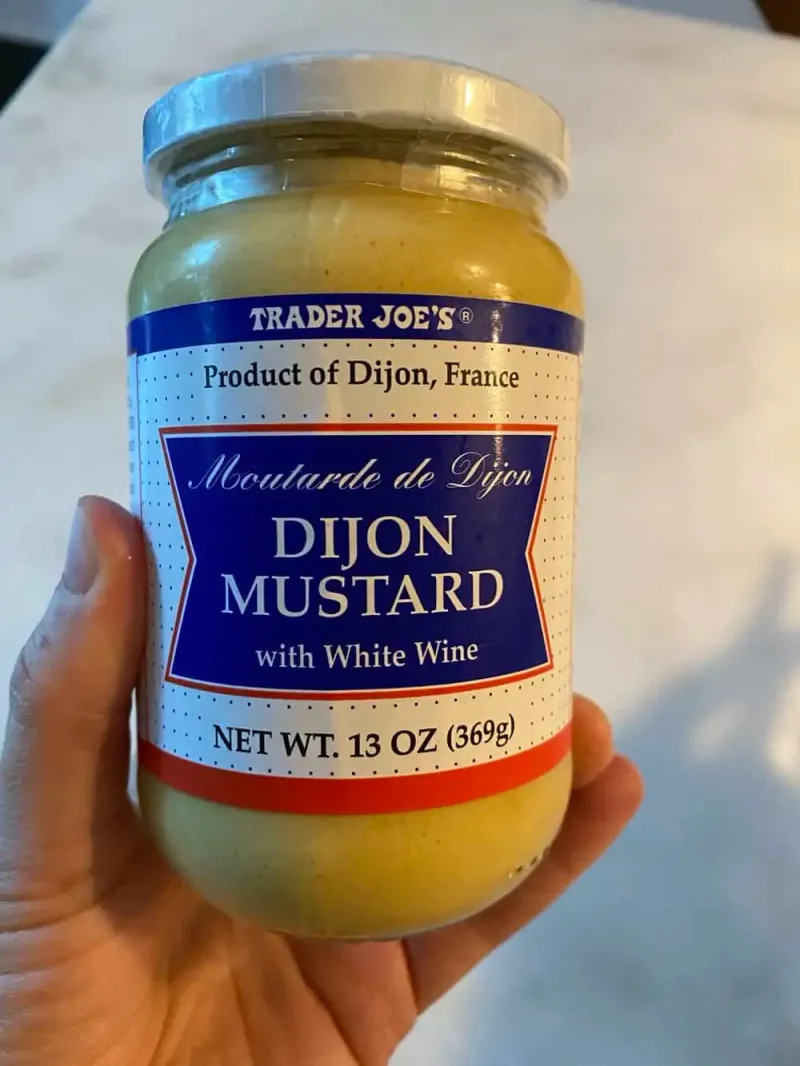 TRADER JOE'S®
Product of Dijon, France
Moutarde de Dijon
DIJON
MUSTARD
with White Wine
NET WT. 13 OZ (369g)